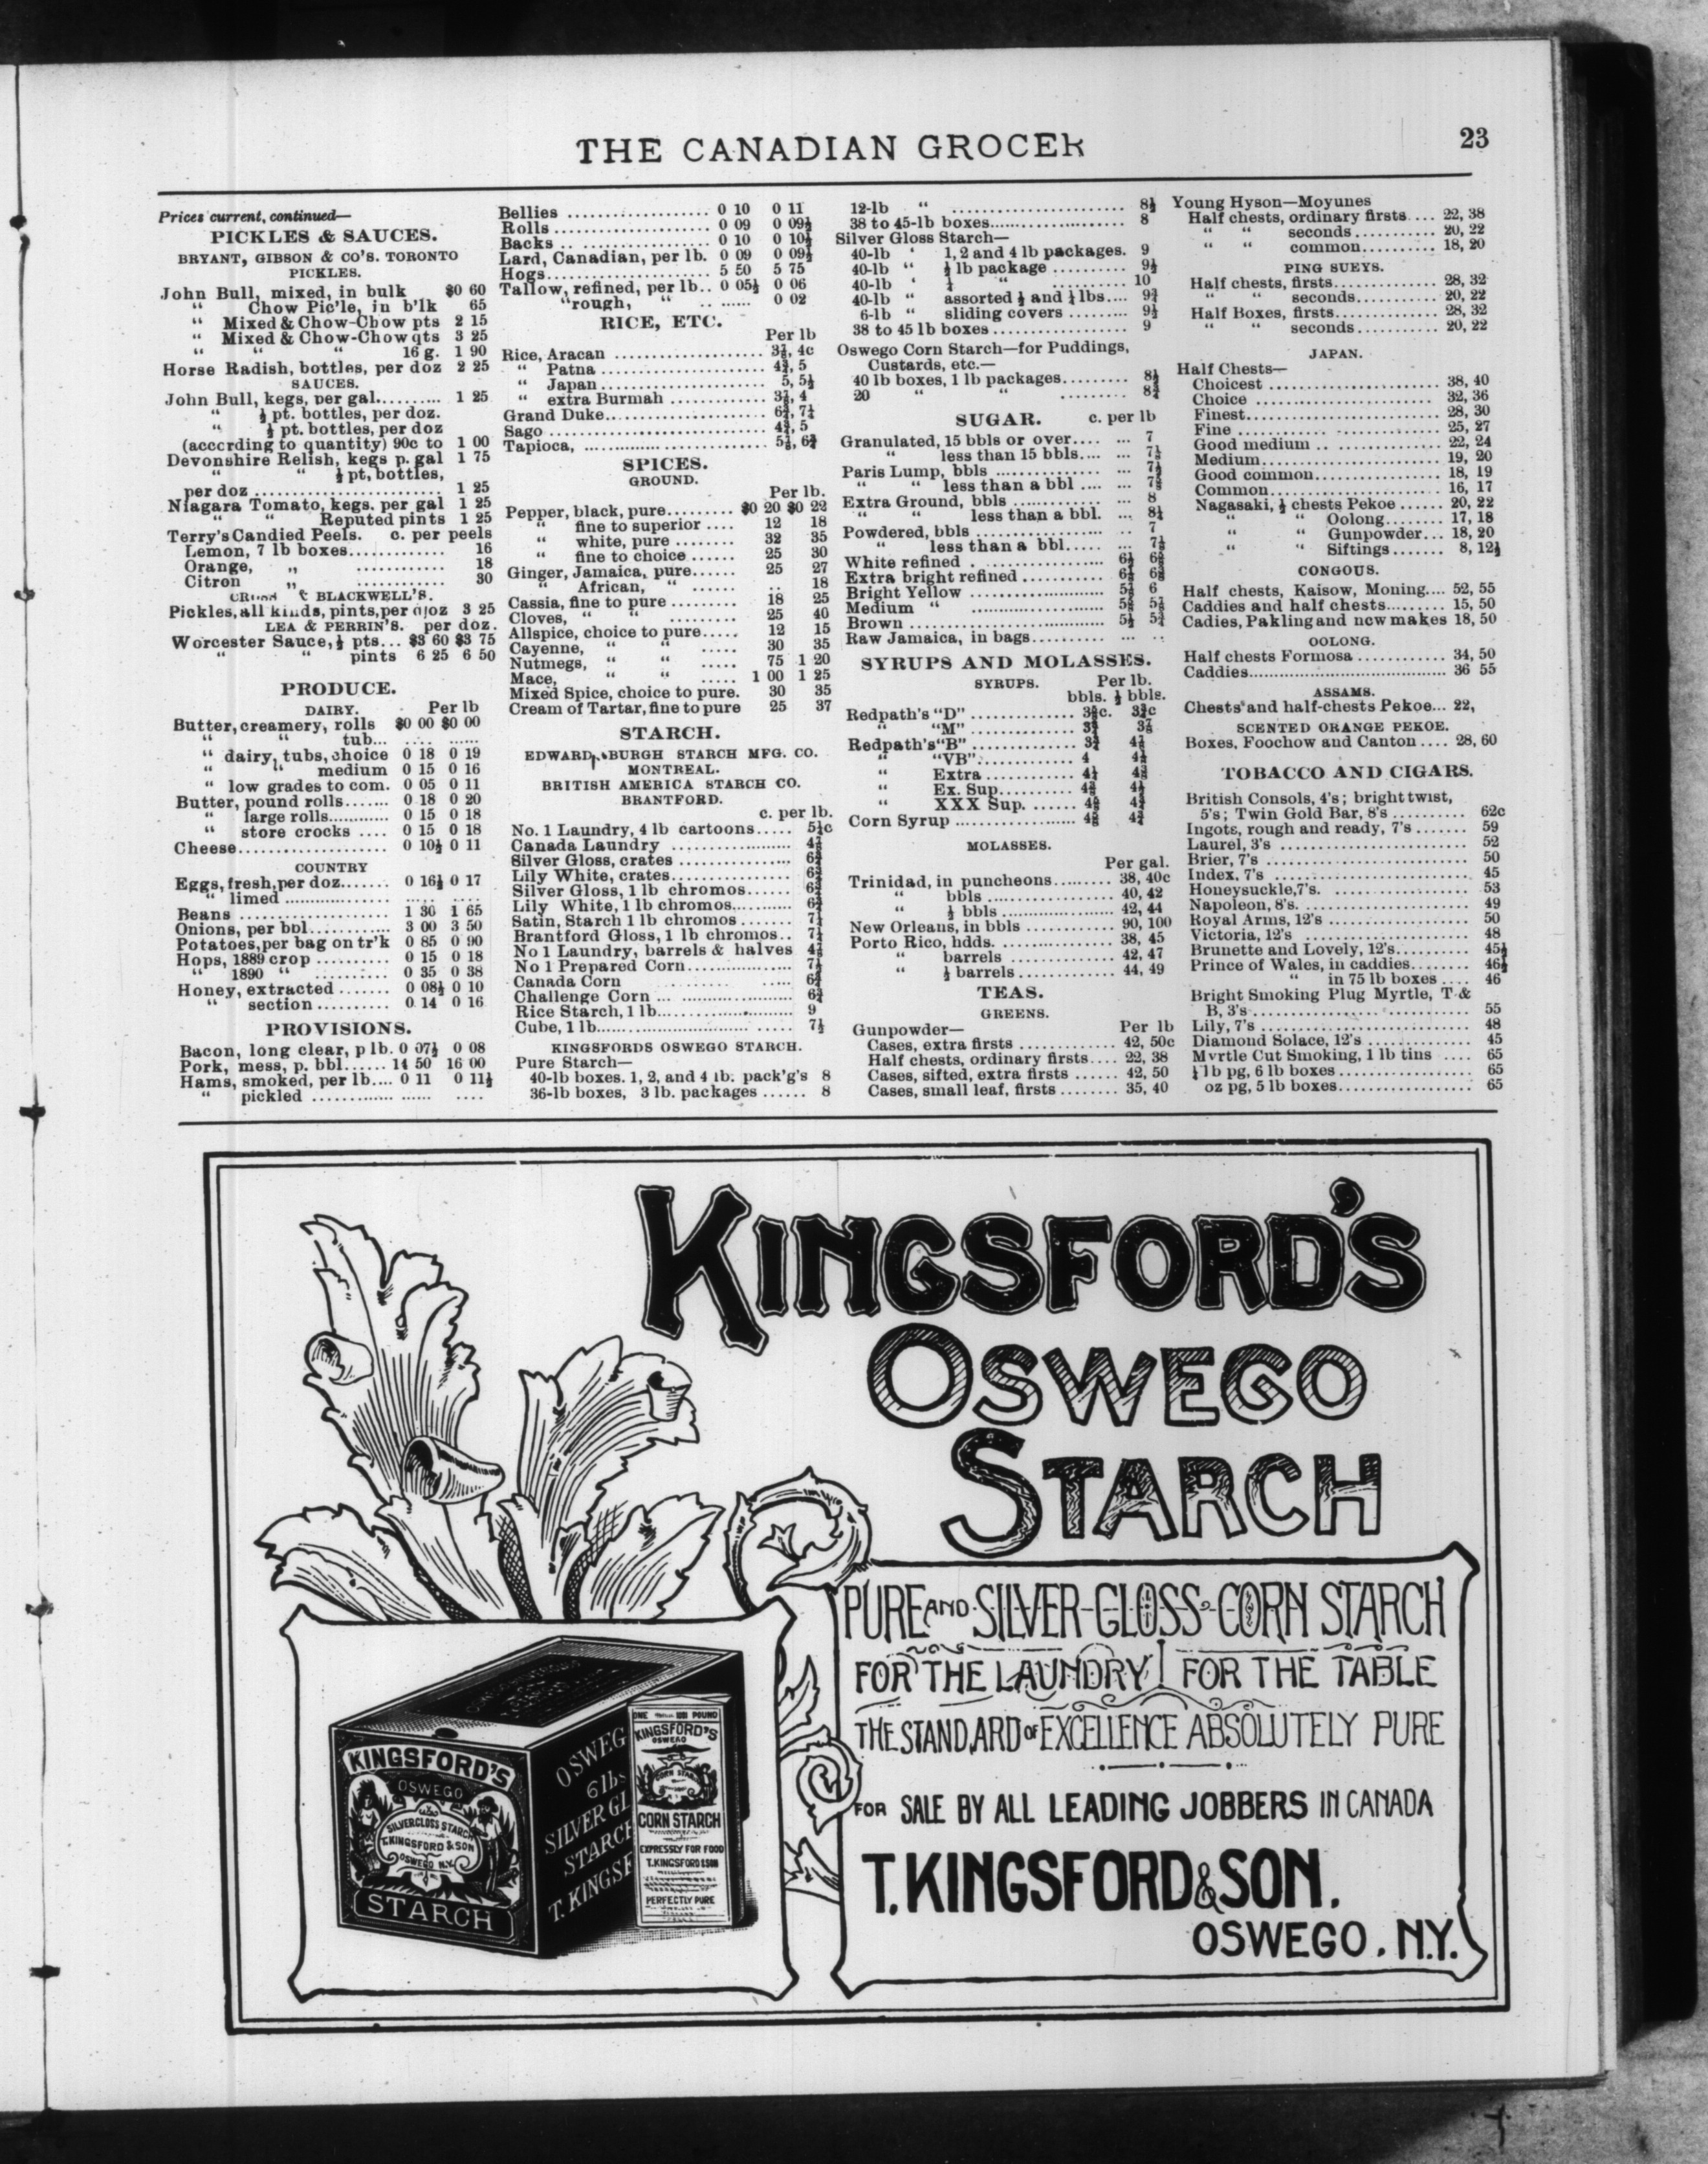 THE CANADIAN GROCER
23
Prices current, continued—
PICKLES & SAUCES.
BRYANT, GIBSON & CO'S. TORONTO
PICKLES.
John Bull, mixed, in bulk $0 60
“ Chow Pic'le, in b'lk 65
“ Mixed & Chow-Chow pts 2 15
“ Mixed & Chow-Chow qts 3 25
“ “ “ 16 g. 1 90
Horse Radish, bottles, per doz 2 25
SAUCES.
John Bull, kegs, per gal.......... 1 25
“ ½ pt. bottles, per doz.
“ ½ pt. bottles, per doz
(acccrding to quantity) 90c to 1 00
Devonshire Relish, kegs p. gal 1 75
“ “ ½ pt, bottles,
per doz ........................... 1 25
Niagara Tomato, kegs. per gal 1 25
“ “ Reputed pints 1 25
Terry's Candied Peels. c. per peels
Lemon, 7 lb boxes............. 16
Orange, „ ............ 18
Citron „ ............ 30
& BLACKWELL'S.
Pickles, all kinds, pints, per doz 3 25
LEA & PERRIN'S. per doz.
Worcester Sauce, ½ pts... $3 60 $3 75
“ “ pints 6 25 6 50
PRODUCE.
DAIRY. Per lb
Butter, creamery, rolls $0 00 $0 00
“ “ tub... .... ......
“ dairy, tubs, choice 0 18 0 19
“ “ medium 0 15 0 16
“ low grades to com. 0 05 0 11
Butter, pound rolls....... 0 18 0 20
“ large rolls............ 0 15 0 18
“ store crocks .... 0 15 0 18
Cheese.................... 0 10½ 0 11
COUNTRY
Eggs, fresh, per doz....... 0 16½ 0 17
“ limed .................. ..... .....
Beans .................... 1 30 1 65
Onions, per bbl........... 3 00 3 50
Potatoes, per bag on tr'k 0 85 0 90
Hops, 1889 crop .......... 0 15 0 18
“ 1890 “ .......... 0 35 0 38
Honey, extracted ....... 0 08½ 0 10
“ section .......... 0 14 0 16
PROVISIONS.
Bacon, long clear, p lb. 0 07½ 0 08
Pork, mess, p. bbl...... 14 50 16 00
Hams, smoked, per lb.... 0 11 0 11½
“ pickled ............. ...... ....
Bellies ................... 0 10 0 11
Rolls ..................... 0 09 0 09½
Backs .. .................. 0 10 0 10½
Lard, Canadian, per lb. 0 09 0 09½
Hogs...................... 5 50 5 75
Tallow, refined, per lb.. 0 05½ 0 06
“rough, “ .. ...... 0 02
RICE, ETC.
Per lb
Rice, Aracan ...................... 3½, 4c
“ Patna ........................ 4¾, 5
“ Japan ........................ 5, 5½
“ extra Burmah ............. 3½, 4
Grand Duke........................ 6¾, 7½
Sago ................................ 4¾, 5
Tapioca, ............................ 5½, 6¾
SPICES.
GROUND.
Per lb.
Pepper, black, pure......... $0 20 $0 22
“ fine to superior .... 12 18
“ white, pure ........ 32 35
“ fine to choice ...... 25 30
Ginger, Jamaica, pure...... 25 27
“ African, “ ...... .. 18
Cassia, fine to pure ......... 18 25
Cloves, “ “ ......... 25 40
Allspice, choice to pure..... 12 15
Cayenne, “ “ ..... 30 35
Nutmegs, “ “ ..... 75 1 20
Mace, “ “ ..... 1 00 1 25
Mixed Spice, choice to pure. 30 35
Cream of Tartar, fine to pure 25 37
STARCH.
BURGH STARCH MFG. CO.
MONTREAL.
BRITISH AMERICA STARCH CO.
BRANTFORD.
c. per lb.
No. 1 Laundry, 4 lb cartoons..... 5½c
Canada Laundry .................... 4¾
Silver Gloss, crates ................ 6¾
Lily White, crates.................. 6¾
Silver Gloss, 1 lb chromos...... 6¾
Lily White, 1 lb chromos........... 6¾
Satin, Starch 1 lb chromos ....... 7½
Brantford Gloss, 1 lb chromos.. 7½
No 1 Laundry, barrels & halves 4¾
No 1 Prepared Corn................ 7½
Canada Corn .......... ..... 6¾
Challenge Corn ... .................. 6¾
Rice Starch, 1 lb.................... 9
Cube, 1 lb........................... 7½
KINGSFORDS OSWEGO STARCH.
Pure Starch—
40-lb boxes. 1, 2, and 4 lb. pack'g's 8
36-lb boxes, 3 lb. packages ...... 8
12-lb “ ........................ 8½
38 to 45-lb boxes...................... 8
Silver Gloss Starch—
40-lb ‘ 1, 2 and 4 lb packages. 9
40-lb “ ½ lb package .......... 9½
40-lb ‘ ¼ “ .......... 10
40-lb “ assorted ½ and ¼ lbs.... 9¾
6-lb “ sliding covers ......... 9½
38 to 45 lb boxes .................... 9
Oswego Corn Starch—for Puddings,
Custards, etc.—
40 lb boxes, 1 lb packages......... 8½
20 “ “ ......... 8¾
SUGAR. c. per lb
Granulated, 15 bbls or over.... ... 7
“ less than 15 bbls.... ... 7⅛
Paris Lump, bbls ............... ... 7½
“ “ less than a bbl .... ... 7⅝
Extra Ground, bbls ............. ... 8
“ “ less than a bbl. ... 8¼
Powdered, bbls ................ .. 7
“ less than a bbl..... ... 7¼
White refined . .................... 6½ 6⅝
Extra bright refined ............ 6½ 6⅝
Bright Yellow ...................... 5¾ 6
Medium “ .................... 5⅝ 5¾
Brown .............................. 5½ 5¾
Raw Jamaica, in bags........... ... ..
SYRUPS AND MOLASSES.
SYRUPS. Per lb.
bbls. ½ bbls.
Redpath's “D” ............... 3⅜c. 3¾c
“M” ............... 3¾ 3⅞
Redpath's “B” ............... 3¾ 4⅛
“ “VB”.............. 4 4¼
“ Extra ............. 4¼ 4⅜
“ Ex. Sup........... 4⅜ 4½
“ XXX Sup. ...... 4⅝ 4¾
Corn Syrup ................... 4⅝ 4¾
MOLASSES.
Per gal.
Trinidad, in puncheons......... 38, 40c
“ bbls .................... 40, 42
“ ½ bbls .................. 42, 44
New Orleans, in bbls ............ 90, 100
Porto Rico, hdds. ................ 38, 45
“ barrels ............... 42, 47
“ ½ barrels.............. 44, 49
TEAS.
GREENS.
Gunpowder— Per lb
Cases, extra firsts ............. 42, 50c
Half chests, ordinary firsts.... 22, 38
Cases, sifted, extra firsts ...... 42, 50
Cases, small leaf, firsts ........ 35, 40
Young Hyson—Moyunes
Half chests, ordinary firsts.... 22, 38
“ “ seconds........... 20, 22
“ “ common........... 18, 20
PING SUEYS.
Half chests, firsts................ 28, 32
“ “ seconds............ 20, 22
Half Boxes, firsts................ 28, 32
“ “ seconds............ 20, 22
JAPAN.
Half Chests—
Choicest ......................... 38, 40
Choice ........................... 32, 36
Finest............................ 28, 30
Fine .............................. 25, 27
Good medium .. ................ 22, 24
Medium.......................... 19, 20
Good common................... 18, 19
Common......................... 16, 17
Nagasaki, ½ chests Pekoe ...... 20, 22
“ “ Oolong........ 17, 18
“ “ Gunpowder... 18, 20
“ “ Siftings ....... 8, 12½
CONGOUS.
Half chests, Kaisow, Moning.... 52, 55
Caddies and half chests......... 15, 50
Cadies, Pakling and new makes 18, 50
OOLONG.
Half chests Formosa ............ 34, 50
Caddies............................ 36 55
ASSAMS.
Chests and half-chests Pekoe... 22,
SCENTED ORANGE PEKOE.
Boxes, Foochow and Canton .... 28, 60
TOBACCO AND CIGARS.
British Consols, 4's; bright twist,
5's; Twin Gold Bar, 8's .......... 62c
Ingots, rough and ready, 7's ....... 59
Laurel, 3's ........................... 52
Brier, 7's ............................. 50
Index, 7's ............................ 45
Honeysuckle, 7's. .................... 53
Napoleon, 8's. ....................... 49
Royal Arms, 12's .................... 50
Victoria, 12's ........................ 48
Brunette and Lovely, 12's.......... 45½
Prince of Wales, in caddies........ 46½
“ in 75 lb boxes .... 46
Bright Smoking Plug Myrtle, T &
B, 3's................................ 55
Lily, 7's .............................. 48
Diamond Solace, 12's ............... 45
Myrtle Cut Smoking, 1 lb tins .... 65
½ lb pg, 6 lb boxes .................. 65
oz pg, 5 lb boxes.................... 65
KINGSFORD'S
OSWEGO
STARCH
PURE AND SILVER-GLOSS CORN STARCH
FOR THE LAUNDRY! FOR THE TABLE
THE STANDARD OF EXCELLENCE ABSOLUTELY PURE
FOR SALE BY ALL LEADING JOBBERS IN CANADA
T. KINGSFORD & SON.
OSWEGO, N.Y.
KINGSFORD'S
OSWEGO
SILVER GLOSS STARCH
T. KINGSFORD & SON
OSWEGO N.Y.
STARCH
OSWEG
6 lbs
SILVER GL
STARCH
T. KINGSF
ONE POUND
KINGSFORD'S
OSWEGO
CORN STARCH
CORN STARCH
EXPRESSLY FOR FOOD
T. KINGSFORD & SON
PERFECTLY PURE